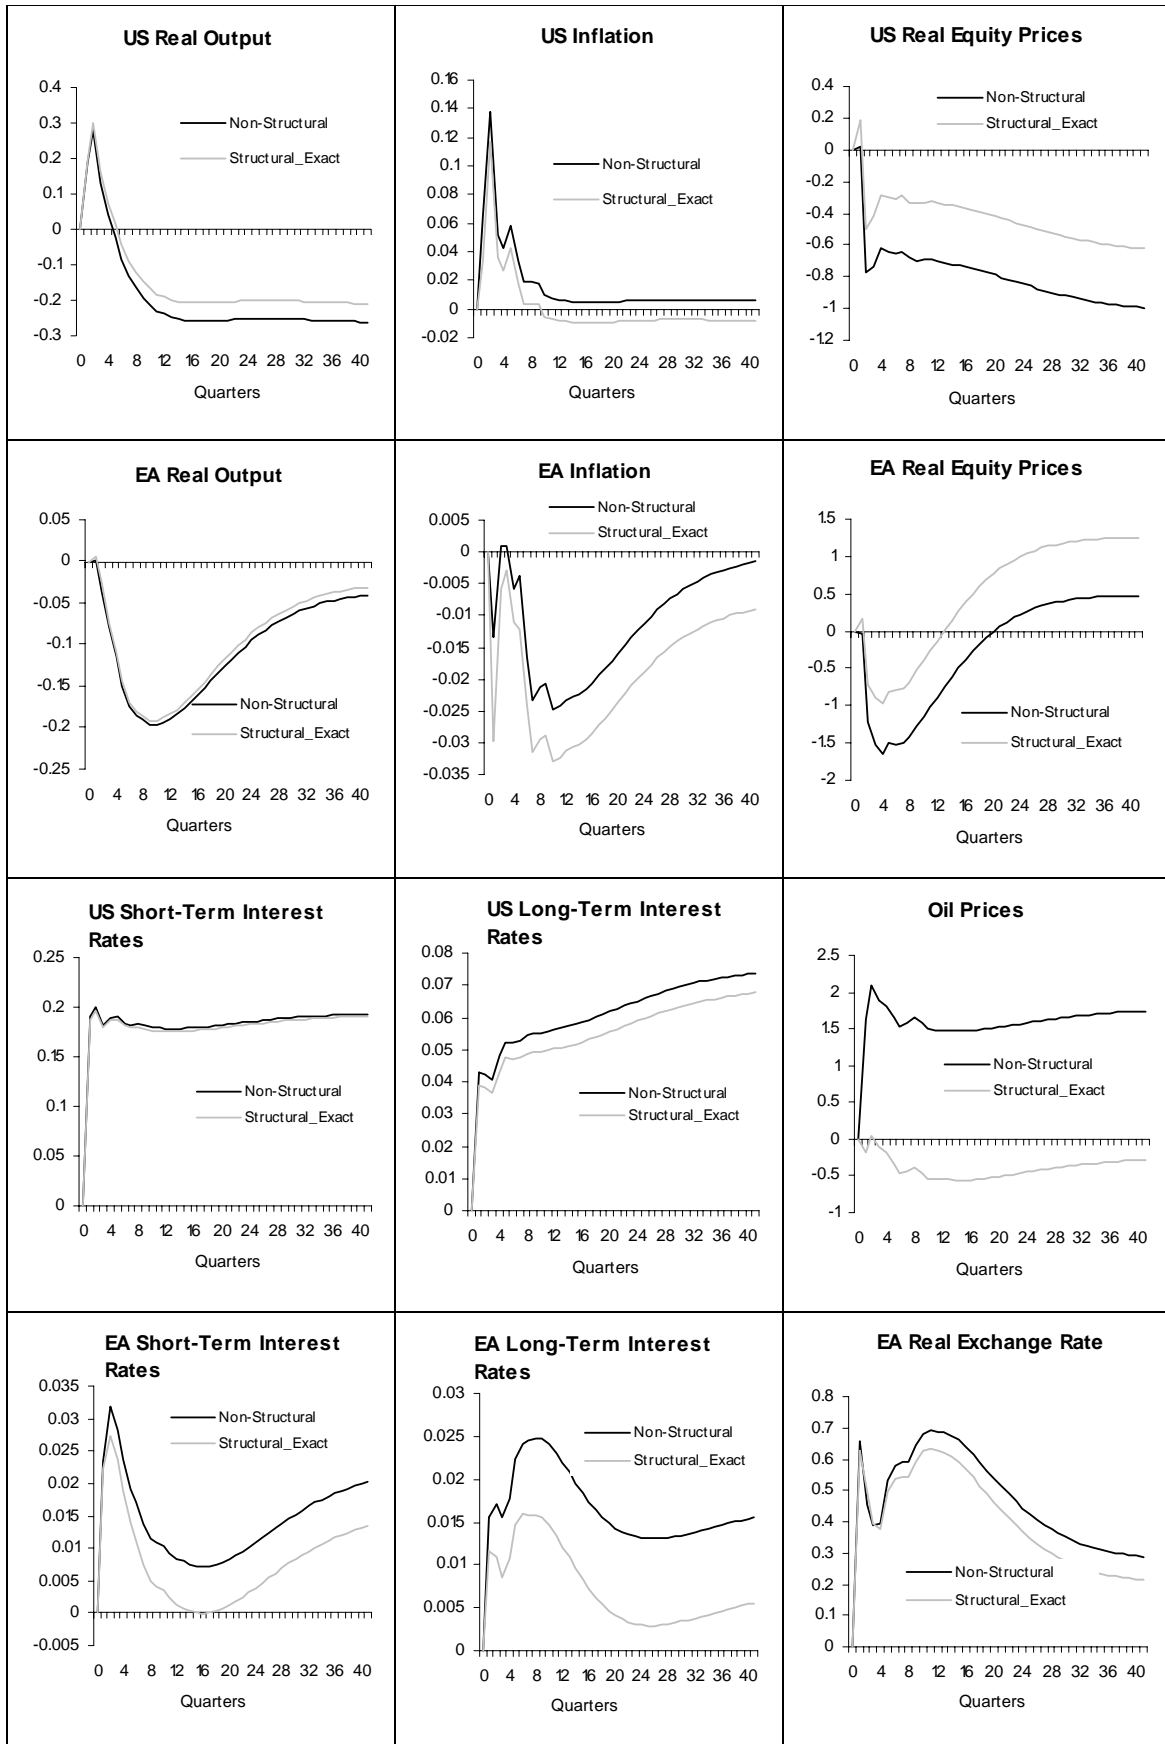 US Real Output
0.4
0.3
0.2
0.1
0
-0.1
-0.2
-0.3
Non-Structural
Structural_Exact
0 4 8 12 16 20 24 28 32 36 40
Quarters
US Inflation
0.16
0.14
0.12
0.1
0.08
0.06
0.04
0.02
0
-0.02
Non-Structural
Structural_Exact
0 4 8 12 16 20 24 28 32 36 40
Quarters
US Real Equity Prices
0.4
0.2
0
-0.2
-0.4
-0.6
-0.8
-1
-1.2
Non-Structural
Structural_Exact
0 4 8 12 16 20 24 28 32 36 40
Quarters
EA Real Output
0.05
0
-0.05
-0.1
-0.15
-0.2
-0.25
Non-Structural
Structural_Exact
0 4 8 12 16 20 24 28 32 36 40
Quarters
EA Inflation
0.005
0
-0.005
-0.01
-0.015
-0.02
-0.025
-0.03
-0.035
Non-Structural
Structural_Exact
0 4 8 12 16 20 24 28 32 36 40
Quarters
EA Real Equity Prices
1.5
1
0.5
0
-0.5
-1
-1.5
-2
Non-Structural
Structural_Exact
0 4 8 12 16 20 24 28 32 36 40
Quarters
US Short-Term Interest
Rates
0.25
0.2
0.15
0.1
0.05
0
Non-Structural
Structural_Exact
0 4 8 12 16 20 24 28 32 36 40
Quarters
US Long-Term Interest
Rates
0.08
0.07
0.06
0.05
0.04
0.03
0.02
0.01
0
Non-Structural
Structural_Exact
0 4 8 12 16 20 24 28 32 36 40
Quarters
Oil Prices
2.5
2
1.5
1
0.5
0
-0.5
-1
Non-Structural
Structural_Exact
0 4 8 12 16 20 24 28 32 36 40
Quarters
EA Short-Term Interest
Rates
0.035
0.03
0.025
0.02
0.015
0.01
0.005
0
-0.005
Non-Structural
Structural_Exact
0 4 8 12 16 20 24 28 32 36 40
Quarters
EA Long-Term Interest
Rates
0.03
0.025
0.02
0.015
0.01
0.005
0
Non-Structural
Structural_Exact
0 4 8 12 16 20 24 28 32 36 40
Quarters
EA Real Exchange Rate
0.8
0.7
0.6
0.5
0.4
0.3
0.2
0.1
0
Non-Structural
Structural_Exact
0 4 8 12 16 20 24 28 32 36 40
Quarters